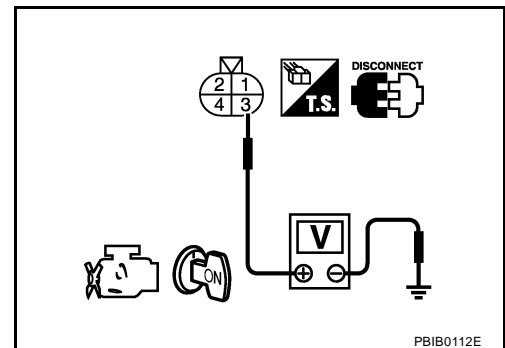 DISCONNECT
2 1
4 3
T.S.
V
ON
PBIB0112E